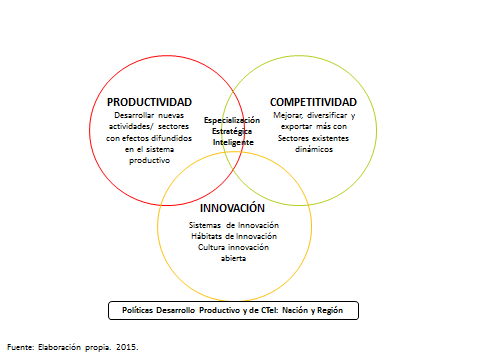 PRODUCTIVIDAD
Desarrollar nuevas
actividades/ sectores
con efectos difundidos
en el sistema
productivo
Especialización
Estratégica
Inteligente
COMPETITIVIDAD
Mejorar, diversificar y
exportar más con
Sectores existentes
dinámicos
INNOVACIÓN
Sistemas de Innovación
Hábitats de Innovación
Cultura innovación
abierta
Políticas Desarrollo Productivo y de CTeI: Nación y Región
Fuente: Elaboración propia. 2015.